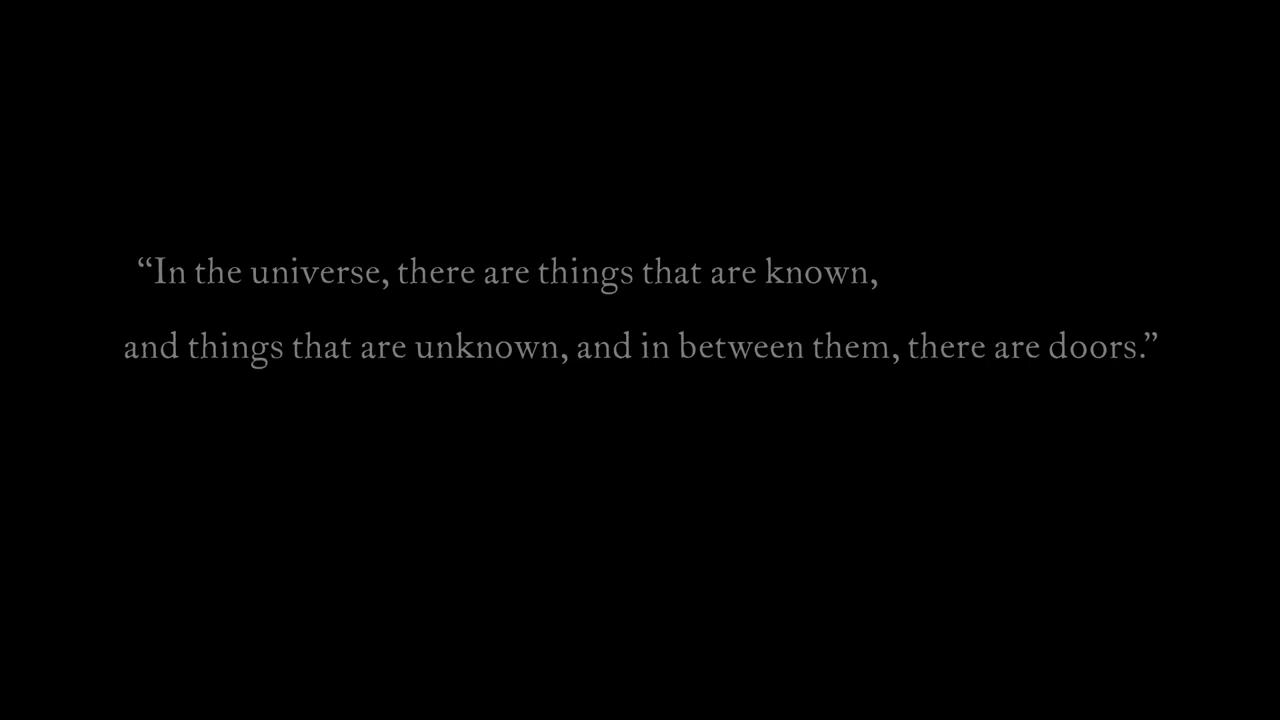 “In the universe, there are things that are known,
and things that are unknown, and in between them, there are doors.”